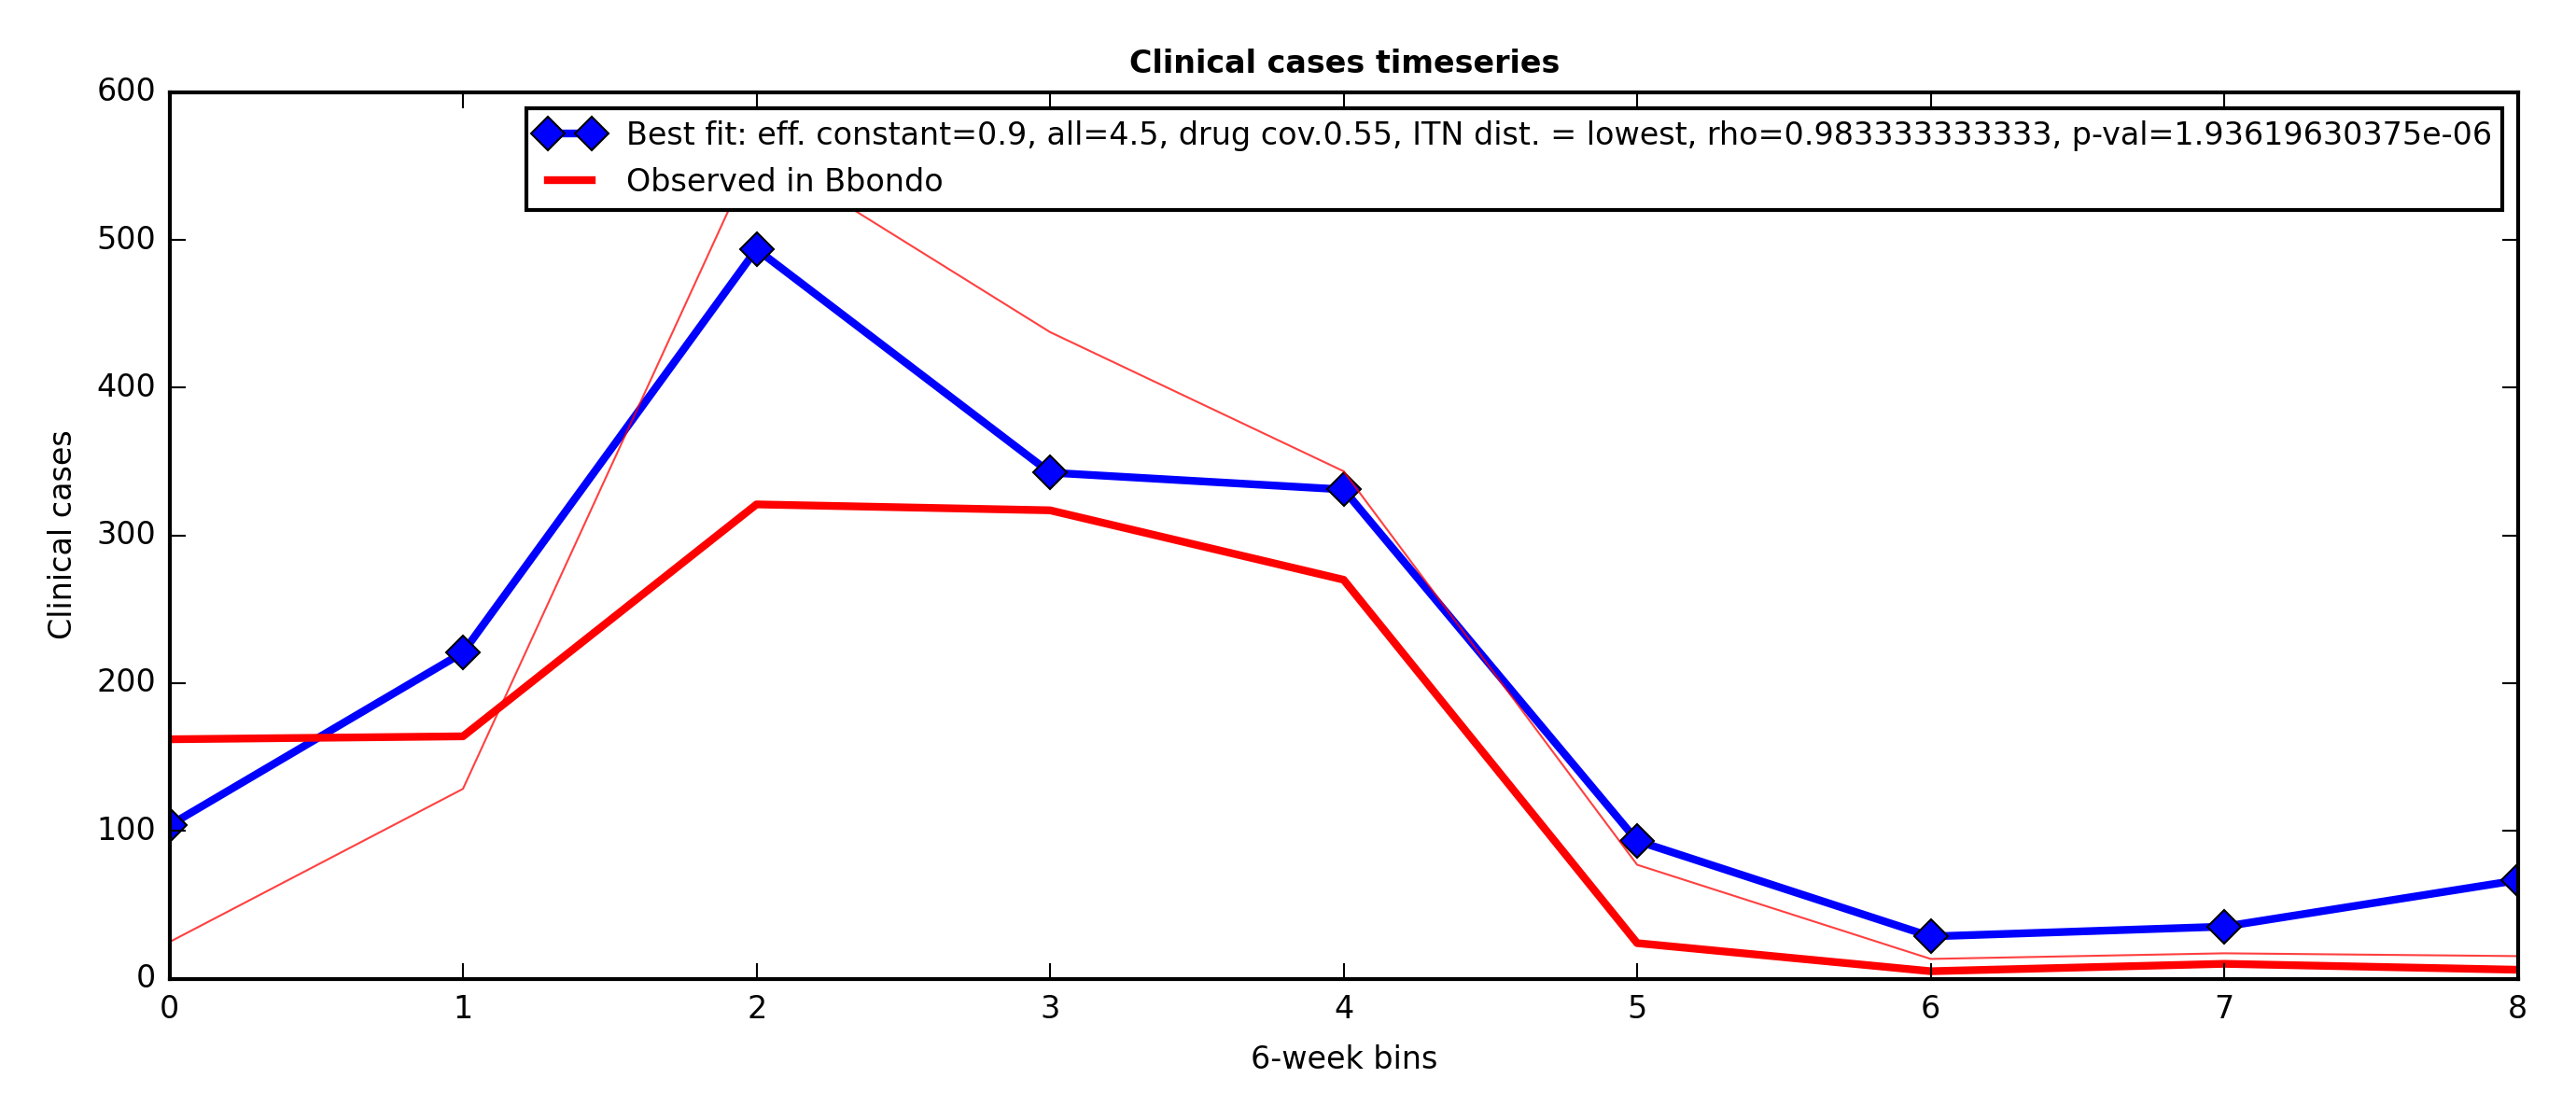 Clinical cases timeseries
600
500
400
300
200
100
0
Clinical cases
Best fit: eff. constant=0.9, all=4.5, drug cov.0.55, ITN dist. = lowest, rho=0.983333333333, p-val=1.93619630375e-06
Observed in Bbondo
0 1 2 3 4 5 6 7 8
6-week bins